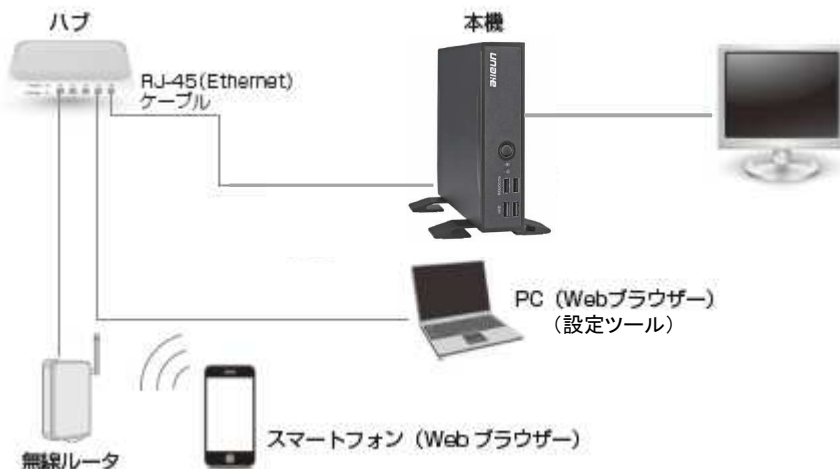 ハブ
本機
RJ-45(Ethernet)
ケーブル
PC（Webブラウザー）
（設定ツール）
スマートフォン（Web ブラウザー）
無線ルータ